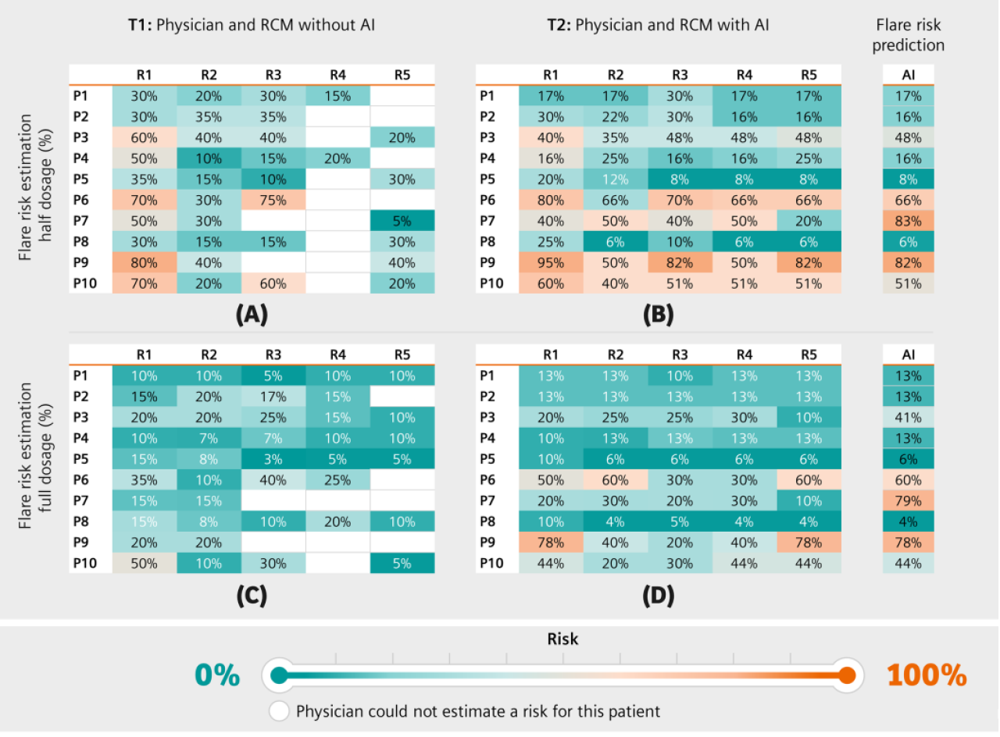 T1: Physician and RCM without AI
T2: Physician and RCM with AI
Flare risk
prediction
Flare risk estimation
half dosage (%)
R1 R2 R3 R4 R5
P1 30% 20% 30% 15%
P2 30% 35% 35%
P3 60% 40% 40% 20%
P4 50% 10% 15% 20%
P5 35% 15% 10% 30%
P6 70% 30% 75%
P7 50% 30% 5%
P8 30% 15% 15% 30%
P9 80% 40% 40%
P10 70% 20% 60% 20%
(A)
R1 R2 R3 R4 R5 AI
P1 17% 17% 30% 17% 17% 17%
P2 30% 22% 30% 16% 16% 16%
P3 40% 35% 48% 48% 48% 48%
P4 16% 25% 16% 16% 25% 16%
P5 20% 12% 8% 8% 8% 8%
P6 80% 66% 70% 66% 66% 66%
P7 40% 50% 40% 50% 20% 83%
P8 25% 6% 10% 6% 6% 6%
P9 95% 50% 82% 50% 82% 82%
P10 60% 40% 51% 51% 51% 51%
(B)
Flare risk estimation
full dosage (%)
R1 R2 R3 R4 R5
P1 10% 10% 5% 10% 10%
P2 15% 20% 17% 15%
P3 20% 20% 25% 15% 10%
P4 10% 7% 7% 10% 10%
P5 15% 8% 3% 5% 5%
P6 35% 10% 40% 25%
P7 15% 15%
P8 15% 8% 10% 20% 10%
P9 20% 20%
P10 50% 10% 30% 5%
(C)
R1 R2 R3 R4 R5 AI
P1 13% 13% 10% 13% 13% 13%
P2 13% 13% 13% 13% 13% 13%
P3 20% 25% 25% 30% 10% 41%
P4 10% 13% 13% 13% 13% 13%
P5 10% 6% 6% 6% 6% 6%
P6 50% 60% 30% 30% 60% 60%
P7 20% 30% 20% 30% 10% 79%
P8 10% 4% 5% 4% 4% 4%
P9 78% 40% 20% 40% 78% 78%
P10 44% 20% 30% 44% 44% 44%
(D)
Risk
0%
100%
Physician could not estimate a risk for this patient